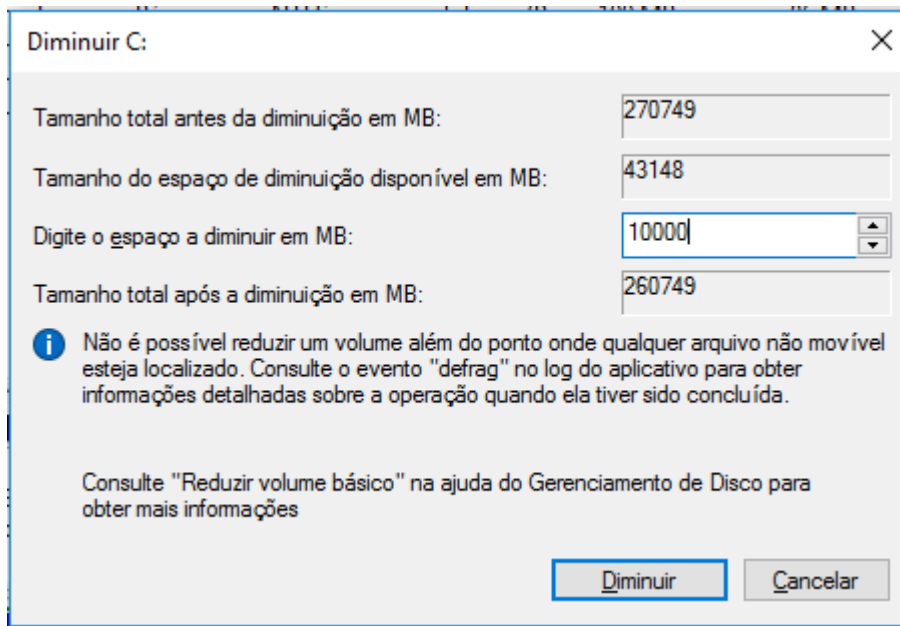 Diminuir C:
Tamanho total antes da diminuição em MB: 270749
Tamanho do espaço de diminuição disponível em MB: 43148
Digite o espaço a diminuir em MB: 10000
Tamanho total após a diminuição em MB: 260749
Não é possível reduzir um volume além do ponto onde qualquer arquivo não movível
esteja localizado. Consulte o evento "defrag" no log do aplicativo para obter
informações detalhadas sobre a operação quando ela tiver sido concluída.
Consulte "Reduzir volume básico" na ajuda do Gerenciamento de Disco para
obter mais informações
Diminuir Cancelar